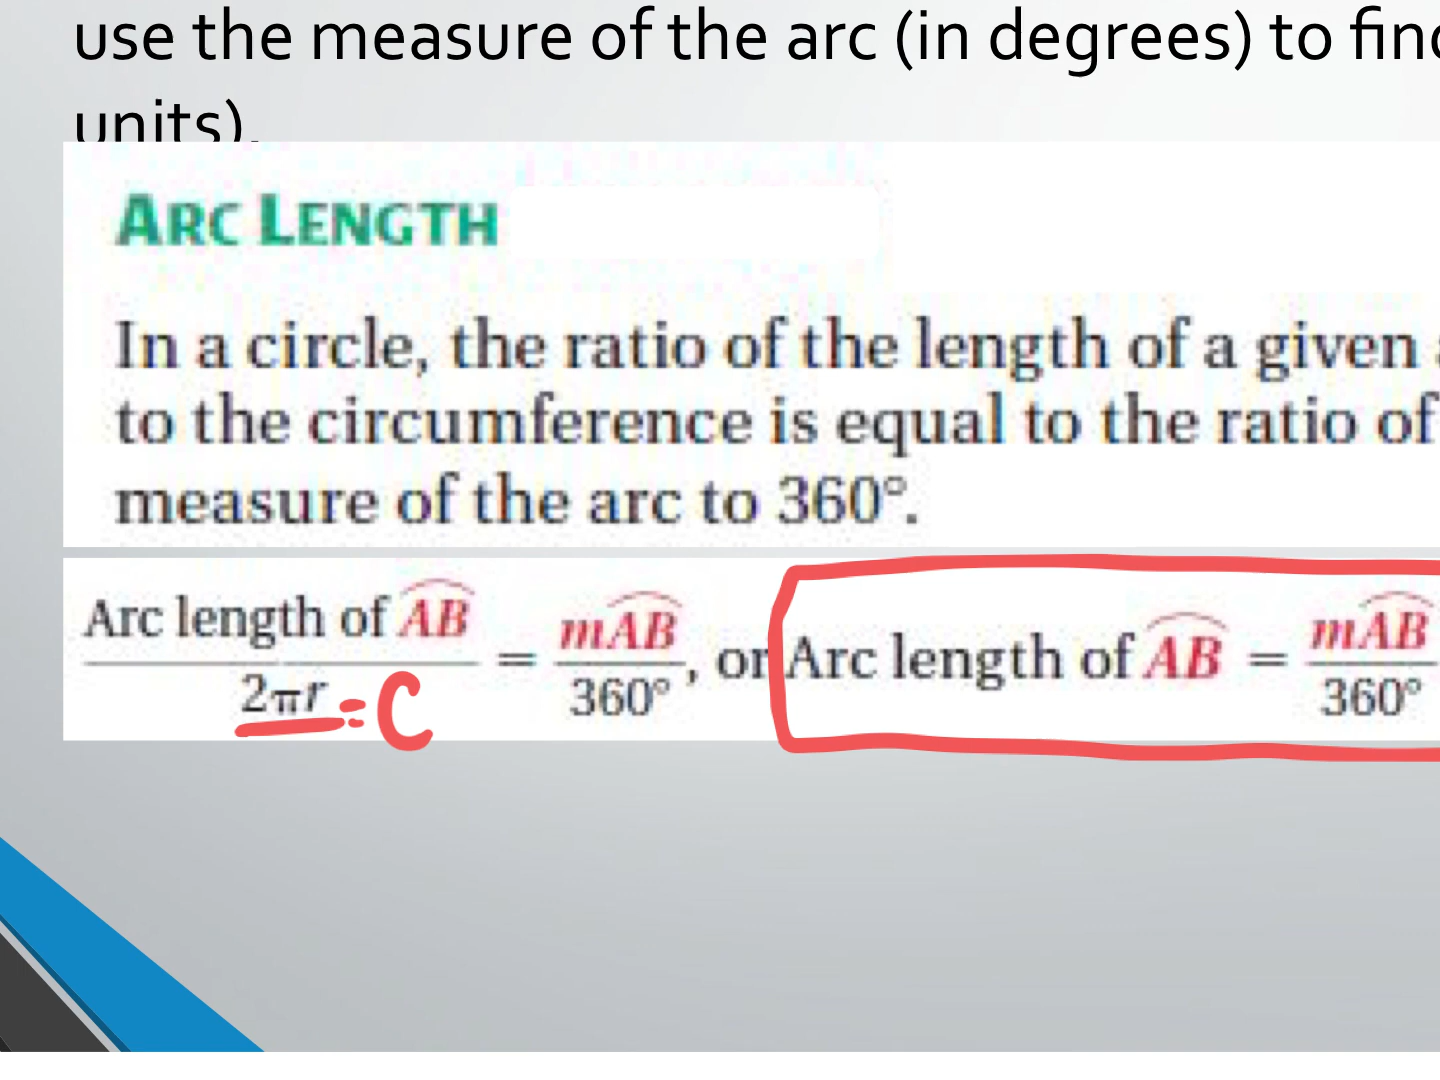 use the measure of the arc (in degrees) to find
units).
ARC LENGTH
In a circle, the ratio of the length of a given
to the circumference is equal to the ratio of
measure of the arc to 360°.
Arc length of AB / 2πr = C = mAB / 360°, or Arc length of AB = mAB / 360°